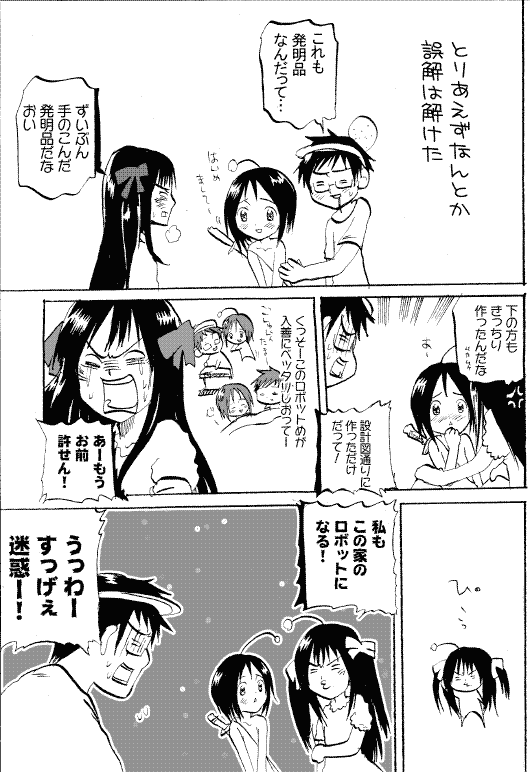 とりあえずなんとか
誤解は解けた
これも
発明品
なんだって…
はじめ
まして〜
ずいぶん
手のこんだ
発明品だな
おい
下の方も
きっちり
作ったんだな
あ〜
設計図通りに
作っただけ
だって！
くっそーこのロボットめが
入善にベッタリしおってー
あーもう
お前
許せん！
ぴ
私も
この家の
ロボットに
なる！
うっわー
すっげぇ
迷惑ー！